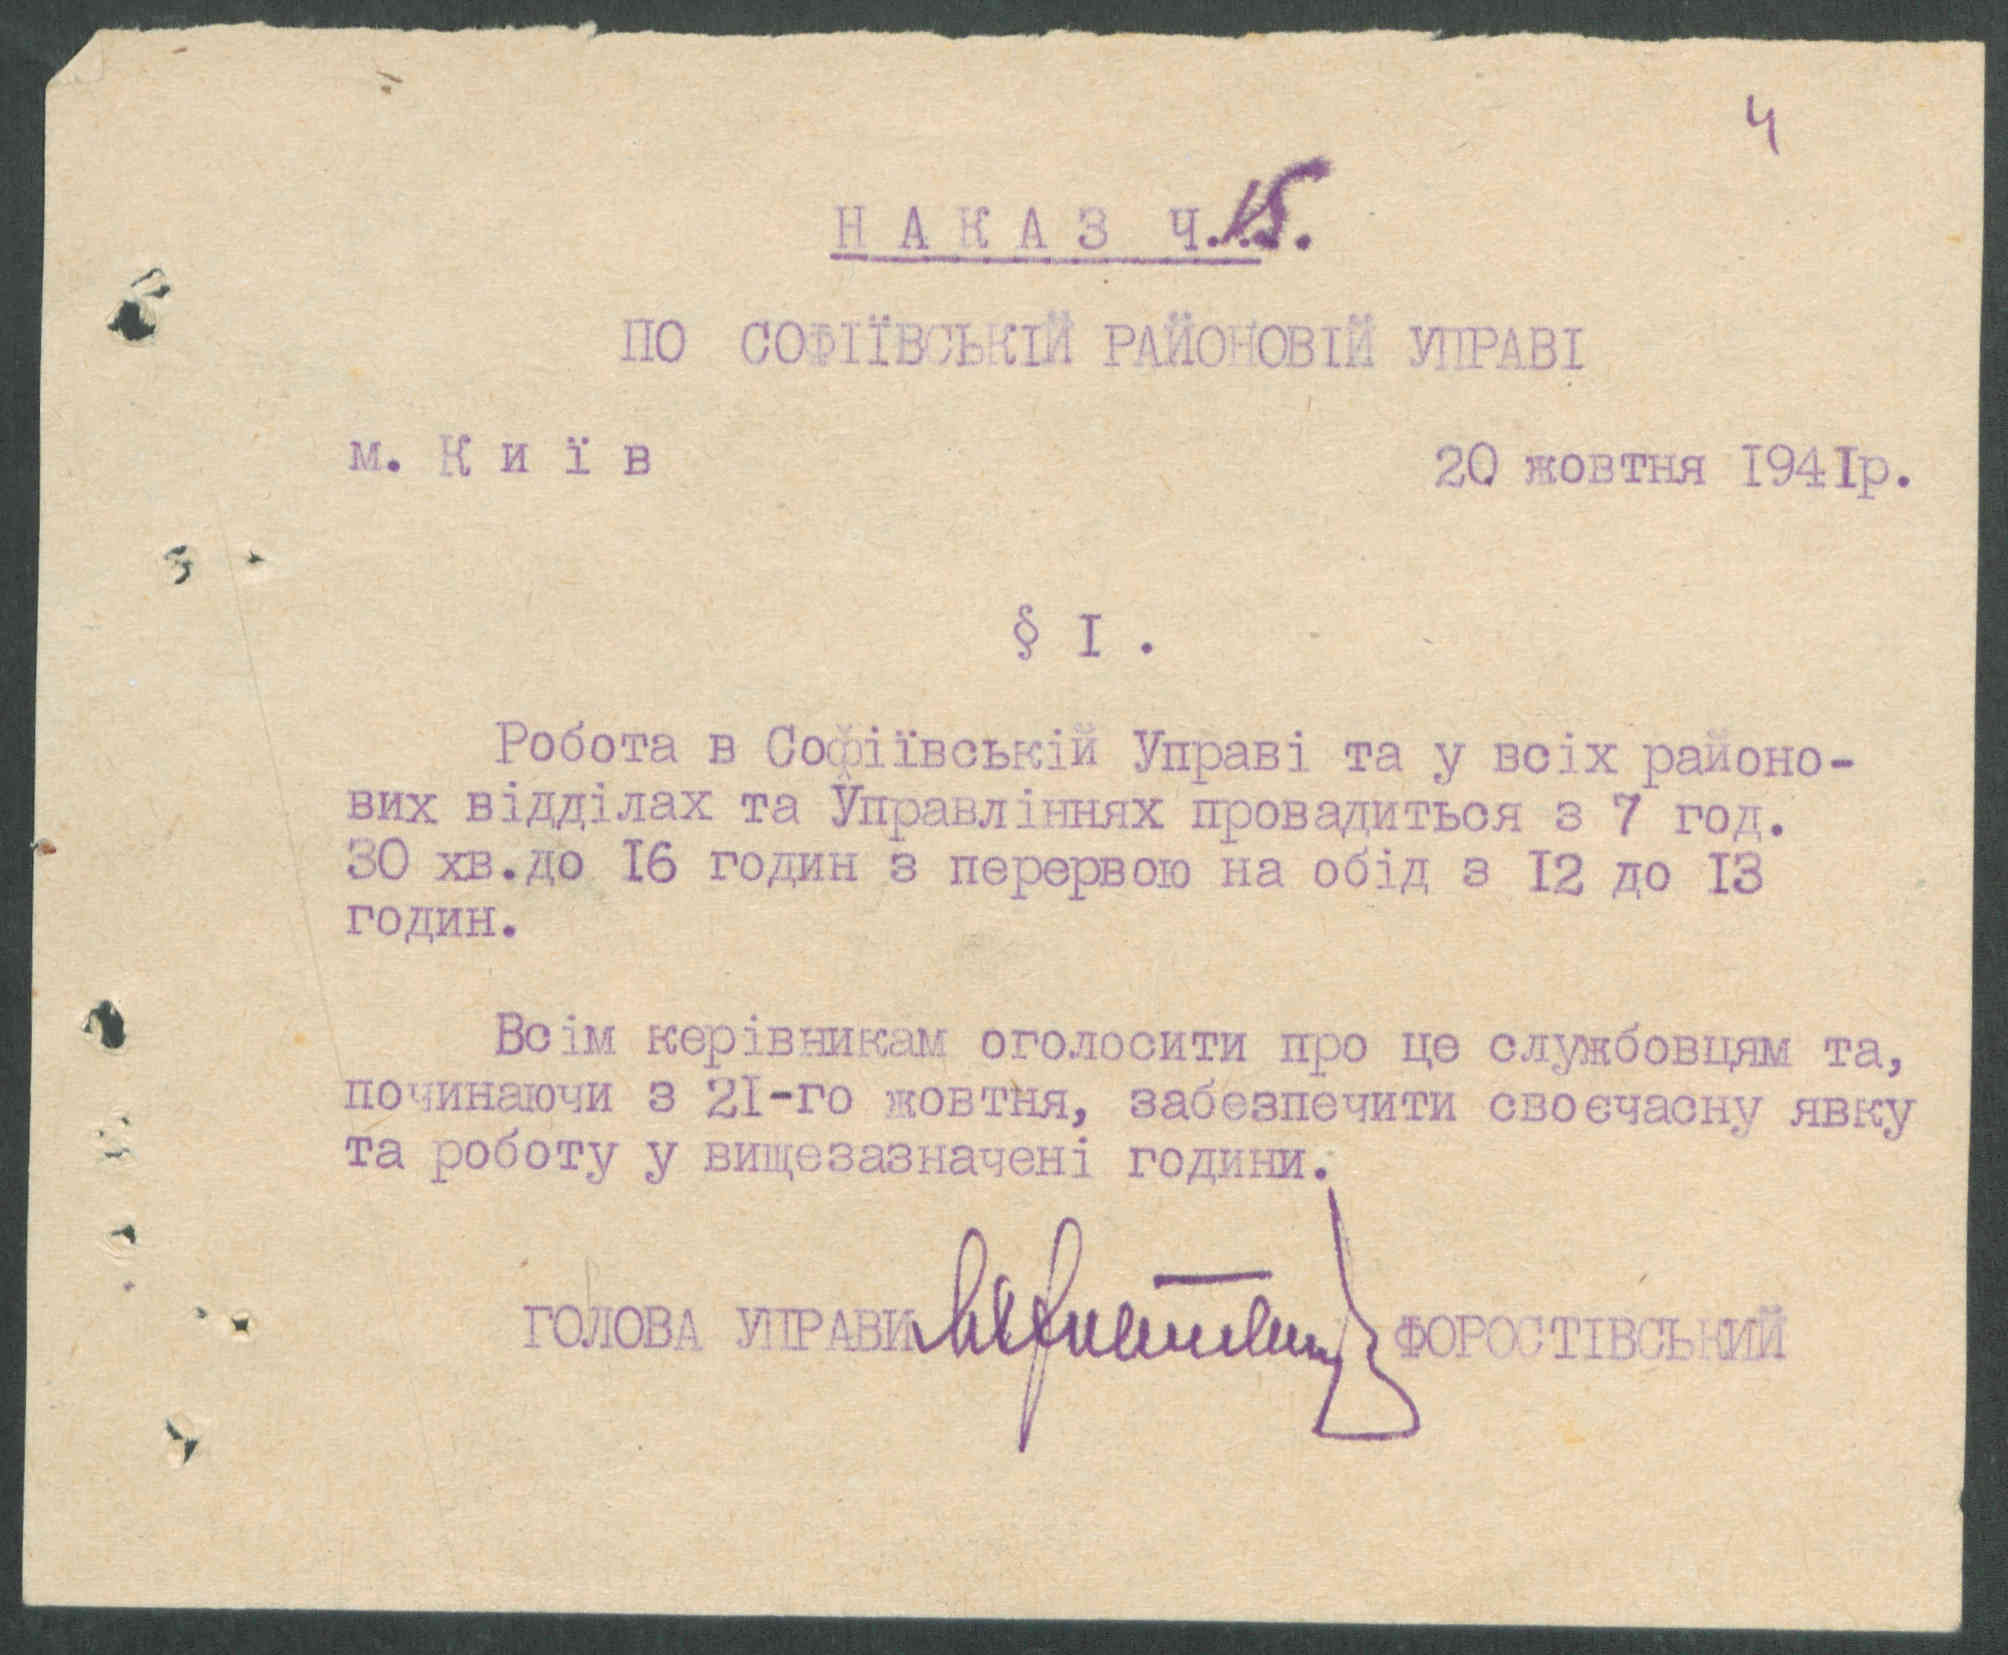 4
НАКАЗ ч.15.
ПО СОФІЇВСЬКІЙ РАЙОНОВІЙ УПРАВІ
м. Київ 20 жовтня 1941р.
§ I.
Робота в Софіївській Управі та у всіх районо-
вих відділах та Управліннях провадиться з 7 год.
30 хв.до 16 годин з перервою на обід з 12 до 13
годин.
Всім керівникам оголосити про це службовцям та,
починаючи з 21-го жовтня, забезпечити своєчасну явку
та роботу у вищезазначені години.
ГОЛОВА УПРАВИ ФОРОСТІВСЬКИЙ